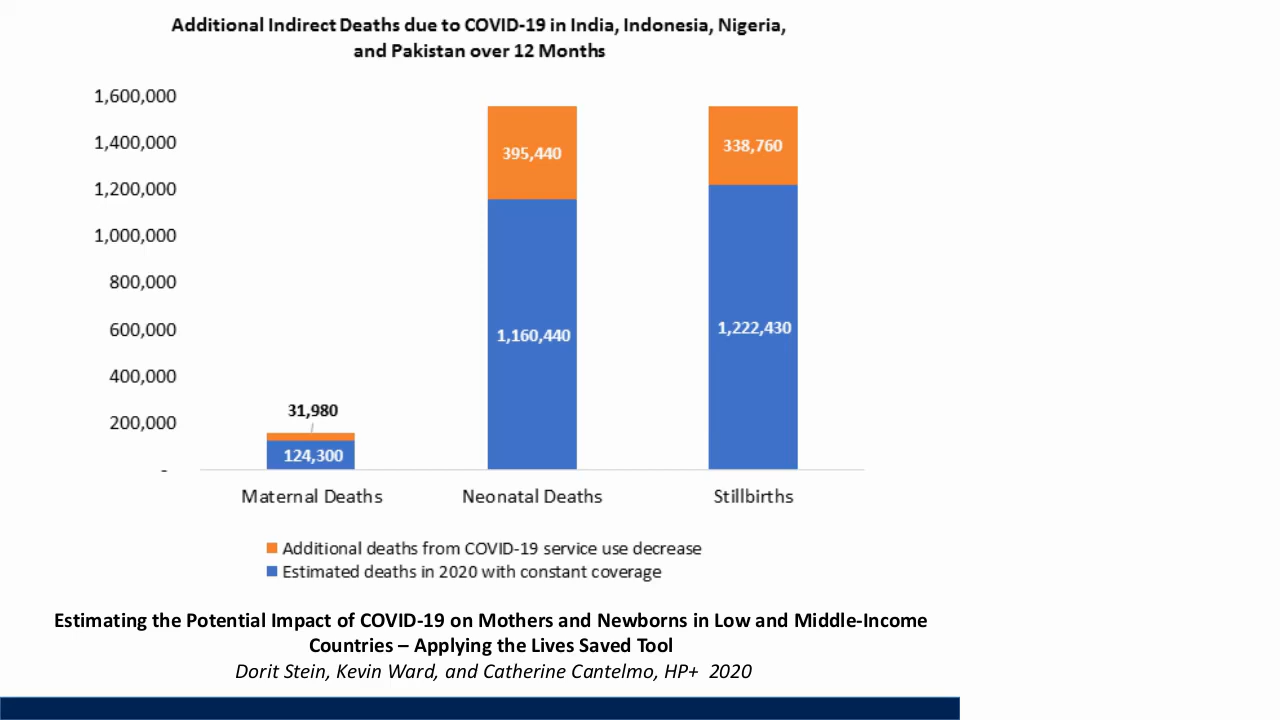 Additional Indirect Deaths due to COVID-19 in India, Indonesia, Nigeria,
and Pakistan over 12 Months
1,600,000
1,400,000
1,200,000
1,000,000
800,000
600,000
400,000
200,000
-
395,440
338,760
1,160,440
1,222,430
31,980
124,300
Maternal Deaths
Neonatal Deaths
Stillbirths
Additional deaths from COVID-19 service use decrease
Estimated deaths in 2020 with constant coverage
Estimating the Potential Impact of COVID-19 on Mothers and Newborns in Low and Middle-Income
Countries – Applying the Lives Saved Tool
Dorit Stein, Kevin Ward, and Catherine Cantelmo, HP+ 2020